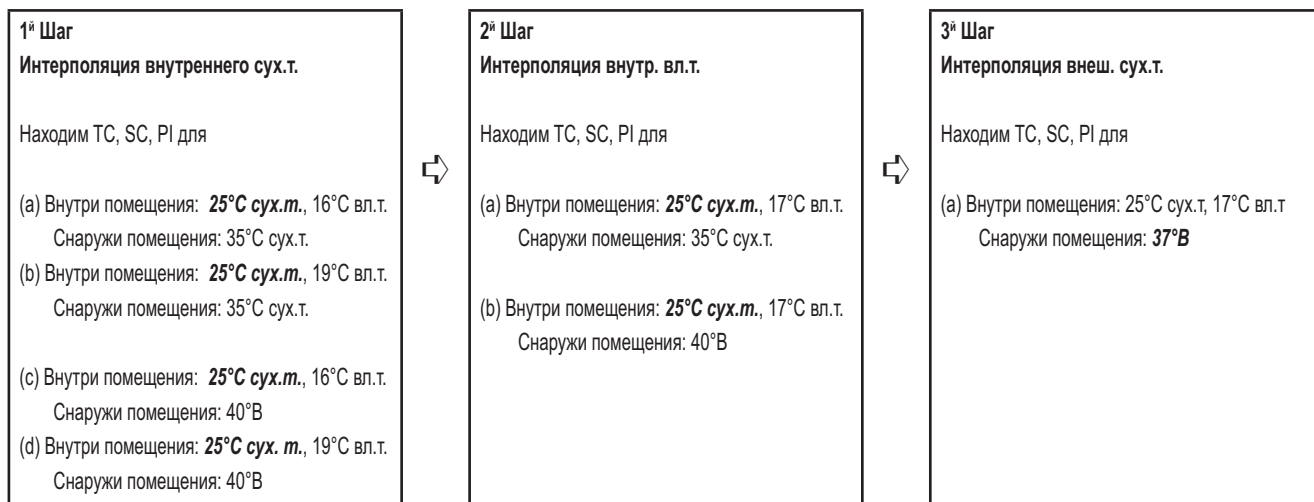 1й Шаг
Интерполяция внутреннего сух.т.
Находим TC, SC, PI для
(a) Внутри помещения: 25°C сух.т., 16°C вл.т.
Снаружи помещения: 35°C сух.т.
(b) Внутри помещения: 25°C сух.т., 19°C вл.т.
Снаружи помещения: 35°C сух.т.
(c) Внутри помещения: 25°C сух.т., 16°C вл.т.
Снаружи помещения: 40°В
(d) Внутри помещения: 25°C сух. т., 19°C вл.т.
Снаружи помещения: 40°В
2й Шаг
Интерполяция внутр. вл.т.
Находим TC, SC, PI для
(a) Внутри помещения: 25°C сух.т., 17°C вл.т.
Снаружи помещения: 35°C сух.т.
(b) Внутри помещения: 25°C сух.т., 17°C вл.т.
Снаружи помещения: 40°В
3й Шаг
Интерполяция внеш. сух.т.
Находим TC, SC, PI для
(a) Внутри помещения: 25°C сух.т, 17°C вл.т
Снаружи помещения: 37°В